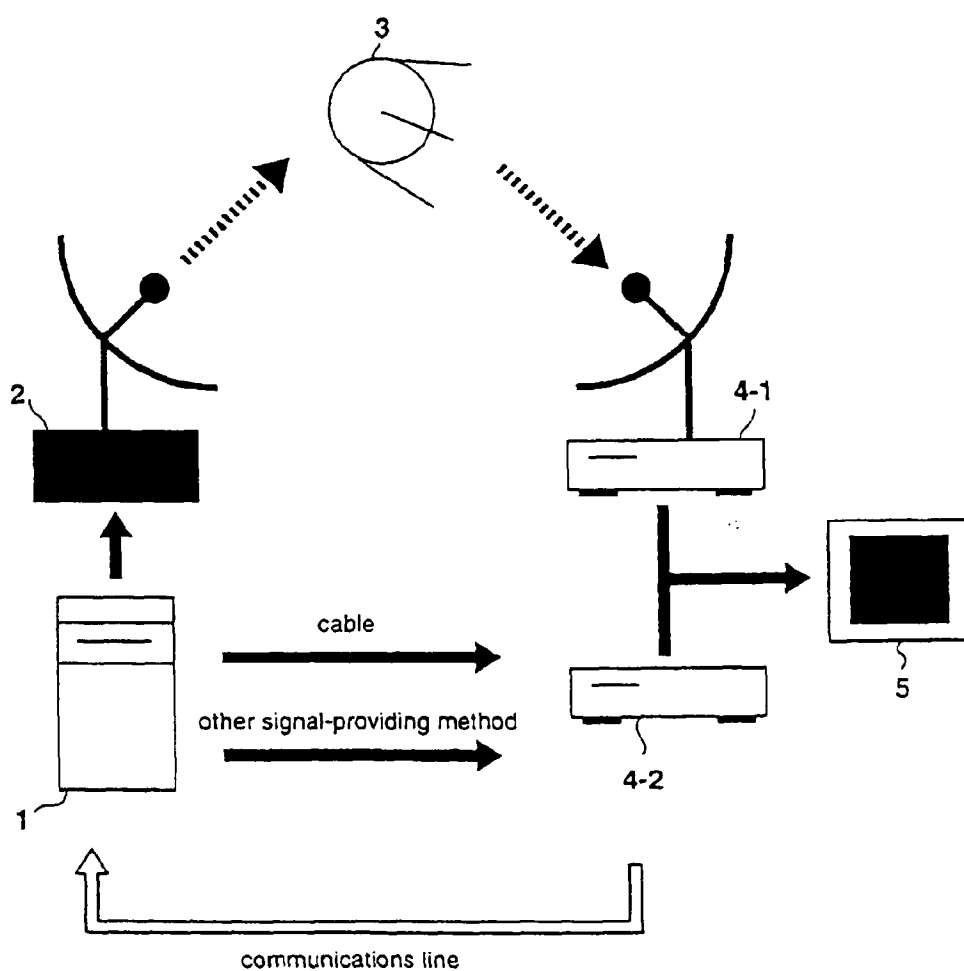 3
2
4-1
cable
5
other signal-providing method
4-2
1
communications line